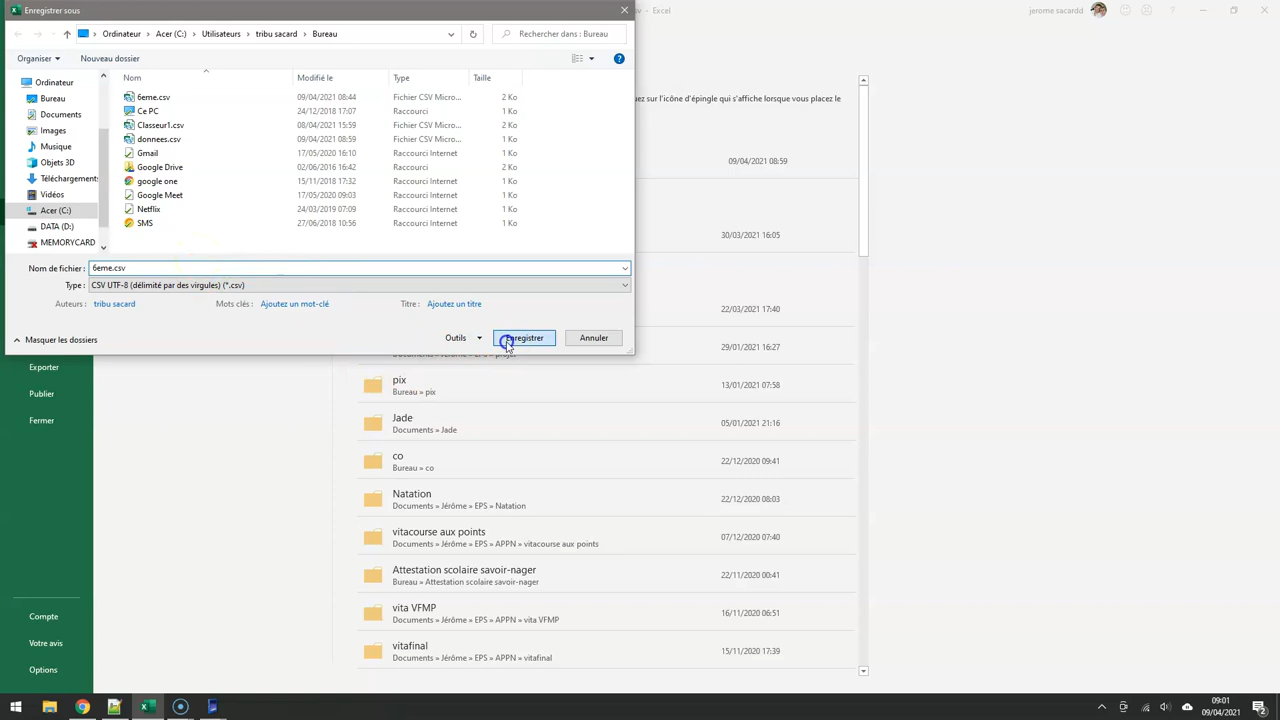 Enregistrer sous
Ordinateur > Acer (C:) > Utilisateurs > tribu sacard > Bureau
Rechercher dans : Bureau
Organiser
Nouveau dossier
Nom Modifié le Type Taille
6eme.csv 09/04/2021 08:44 Fichier CSV Micro... 2 Ko
Ce PC 24/12/2018 17:07 Raccourci 1 Ko
Classeur1.csv 08/04/2021 15:59 Fichier CSV Micro... 2 Ko
donnees.csv 09/04/2021 08:59 Fichier CSV Micro... 1 Ko
Gmail 17/05/2020 16:10 Raccourci Internet 1 Ko
Google Drive 02/06/2016 16:42 Raccourci 2 Ko
google one 15/11/2018 17:32 Raccourci Internet 1 Ko
Google Meet 17/05/2020 09:03 Raccourci Internet 1 Ko
Netflix 24/03/2019 07:09 Raccourci Internet 1 Ko
SMS 27/06/2018 10:56 Raccourci Internet 1 Ko
Ordinateur
Bureau
Documents
Images
Musique
Objets 3D
Téléchargements
Vidéos
Acer (C:)
DATA (D:)
MEMORYCARD
Nom de fichier : 6eme.csv
Type : CSV UTF-8 (délimité par des virgules) (*.csv)
Auteurs : tribu sacard Mots clés : Ajoutez un mot-clé Titre : Ajoutez un titre
Masquer les dossiers
Outils
Enregistrer
Annuler
- Excel
jerome sacardd
uez sur l'icône d'épingle qui s'affiche lorsque vous placez le
09/04/2021 08:59
30/03/2021 16:05
22/03/2021 17:40
29/01/2021 16:27
pix 13/01/2021 07:58
Bureau » pix
Jade 05/01/2021 21:16
Documents » Jade
co 22/12/2020 09:41
Bureau » co
Natation 22/12/2020 08:03
Documents » Jérôme » EPS » Natation
vitacourse aux points 07/12/2020 07:40
Documents » Jérôme » EPS » APPN » vitacourse aux points
Attestation scolaire savoir-nager 22/11/2020 00:41
Bureau » Attestation scolaire savoir-nager
vita VFMP 16/11/2020 06:51
Documents » Jérôme » EPS » APPN » vita VFMP
vitafinal 15/11/2020 17:39
Documents » Jérôme » EPS » APPN » vitafinal
Exporter
Publier
Fermer
Compte
Votre avis
Options
09:01
09/04/2021
2